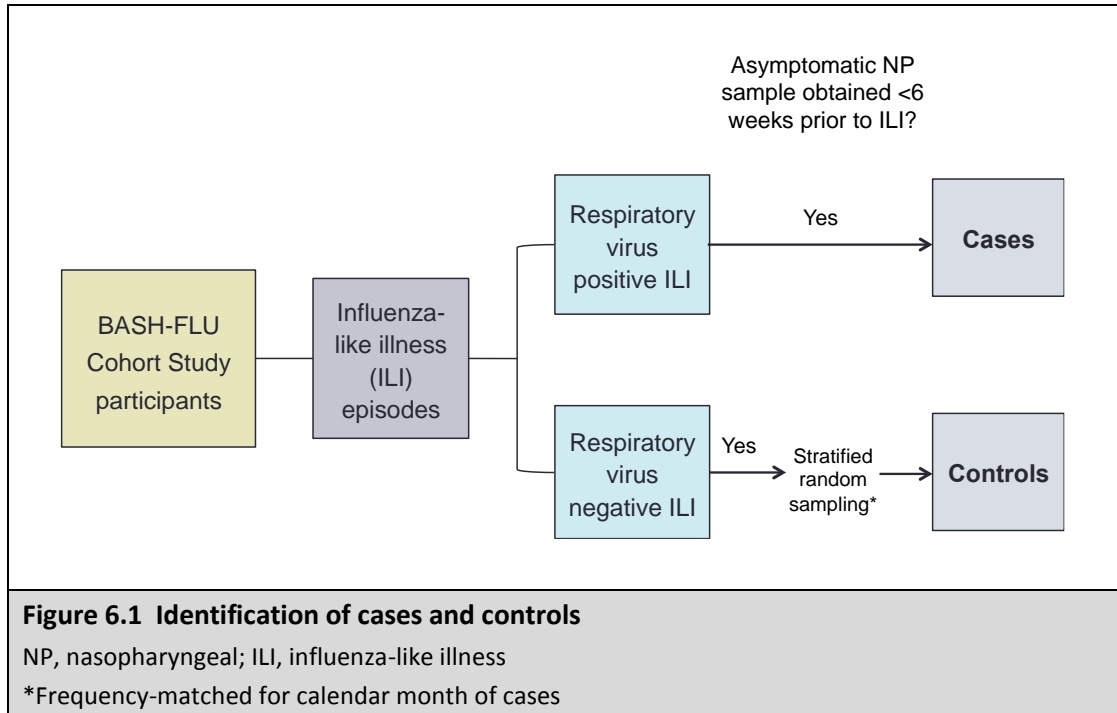 Asymptomatic NP
sample obtained <6
weeks prior to ILI?
Respiratory
virus
positive ILI
Yes
Cases
BASH-FLU
Cohort Study
participants
Influenza-
like illness
(ILI)
episodes
Respiratory
virus
negative ILI
Yes
Stratified
random
sampling*
Controls
Figure 6.1 Identification of cases and controls
NP, nasopharyngeal; ILI, influenza-like illness
*Frequency-matched for calendar month of cases